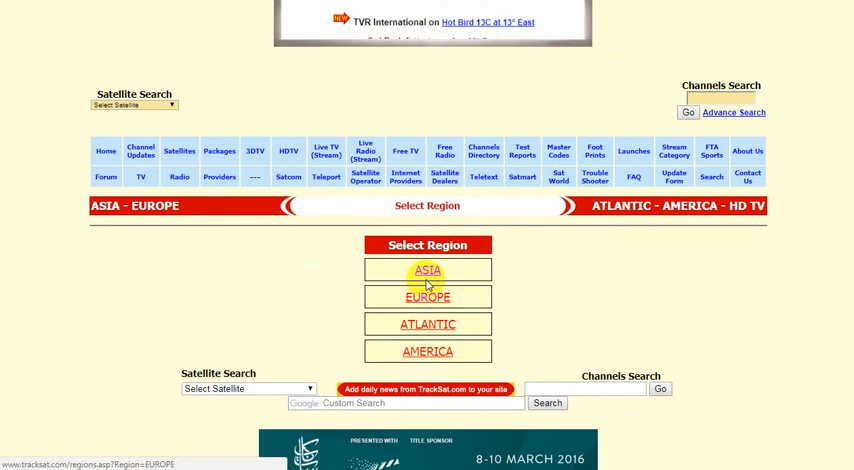 NEW TVR International on Hot Bird 13C at 13° East
Satellite Search
Select Satellite
Channels Search
Go Advance Search
Home Channel Updates Satellites Packages 3DTV HDTV Live TV (Stream) Live Radio (Stream) Free TV Free Radio Channels Directory Test Reports Master Codes Foot Prints Launches Stream Category FTA Sports About Us
Forum TV Radio Providers --- Satcom Teleport Satellite Operator Internet Providers Satellite Dealers Teletext Satmart Sat World Trouble Shooter FAQ Update Form Search Contact Us
ASIA - EUROPE Select Region ATLANTIC - AMERICA - HD TV
Select Region
ASIA
EUROPE
ATLANTIC
AMERICA
Satellite Search
Channels Search
Select Satellite Add daily news from TrackSat.com to your site Go
Google Custom Search Search
PRESENTED WITH TITLE SPONSOR
8-10 MARCH 2016
www.tracksat.com/regions.asp?Region=EUROPE